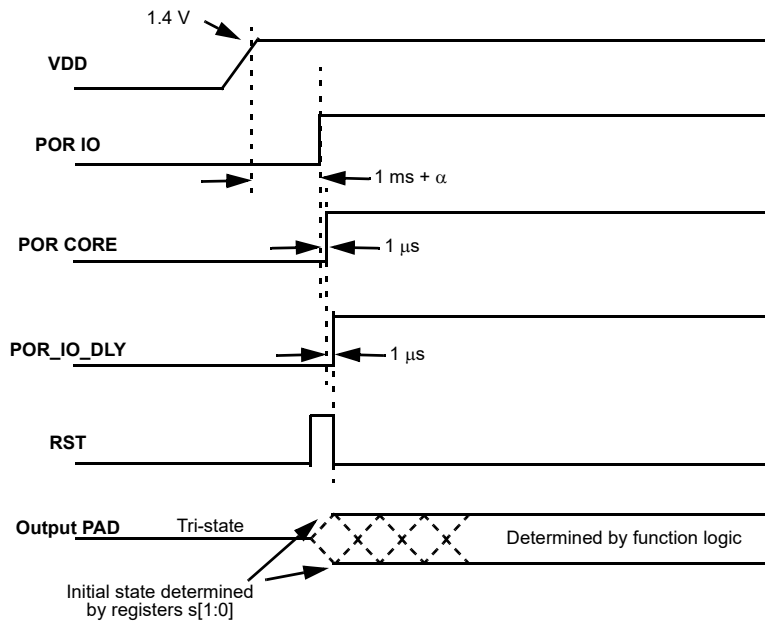 1.4 V
VDD
POR IO
1 ms + α
POR CORE
1 μs
POR_IO_DLY
1 μs
RST
Output PAD
Tri-state
Determined by function logic
Initial state determined
by registers s[1:0]